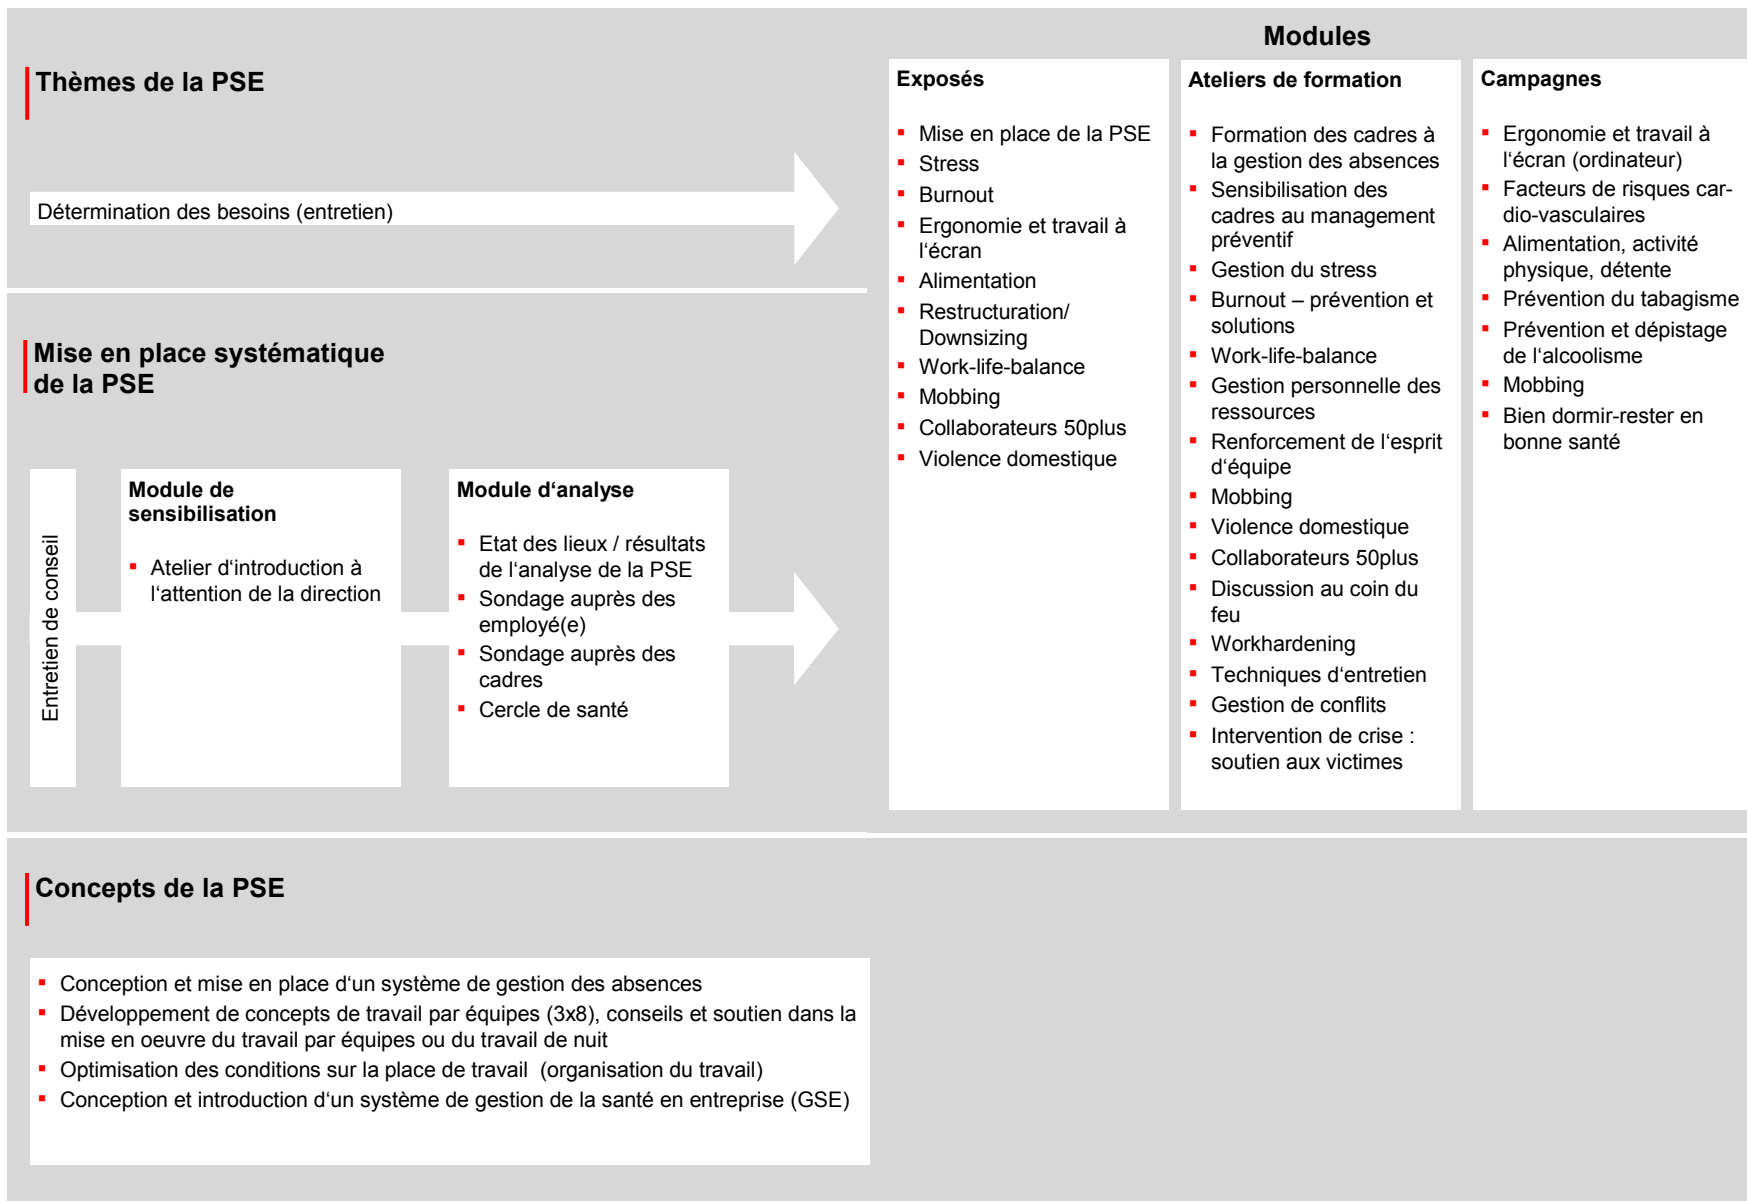 Thèmes de la PSE
Détermination des besoins (entretien)
Mise en place systématique
de la PSE
Entretien de conseil
Module de
sensibilisation
Atelier d‘introduction à
l‘attention de la direction
Module d‘analyse
Etat des lieux / résultats
de l‘analyse de la PSE
Sondage auprès des
employé(e)
Sondage auprès des
cadres
Cercle de santé
Modules
Exposés
Mise en place de la PSE
Stress
Burnout
Ergonomie et travail à
l‘écran
Alimentation
Restructuration/
Downsizing
Work-life-balance
Mobbing
Collaborateurs 50plus
Violence domestique
Ateliers de formation
Formation des cadres à
la gestion des absences
Sensibilisation des
cadres au management
préventif
Gestion du stress
Burnout – prévention et
solutions
Work-life-balance
Gestion personnelle des
ressources
Renforcement de l‘esprit
d‘équipe
Mobbing
Violence domestique
Collaborateurs 50plus
Discussion au coin du
feu
Workhardening
Techniques d‘entretien
Gestion de conflits
Intervention de crise :
soutien aux victimes
Campagnes
Ergonomie et travail à
l‘écran (ordinateur)
Facteurs de risques car-
dio-vasculaires
Alimentation, activité
physique, détente
Prévention du tabagisme
Prévention et dépistage
de l‘alcoolisme
Mobbing
Bien dormir-rester en
bonne santé
Concepts de la PSE
Conception et mise en place d‘un système de gestion des absences
Développement de concepts de travail par équipes (3x8), conseils et soutien dans la
mise en oeuvre du travail par équipes ou du travail de nuit
Optimisation des conditions sur la place de travail  (organisation du travail)
Conception et introduction d‘un système de gestion de la santé en entreprise (GSE)